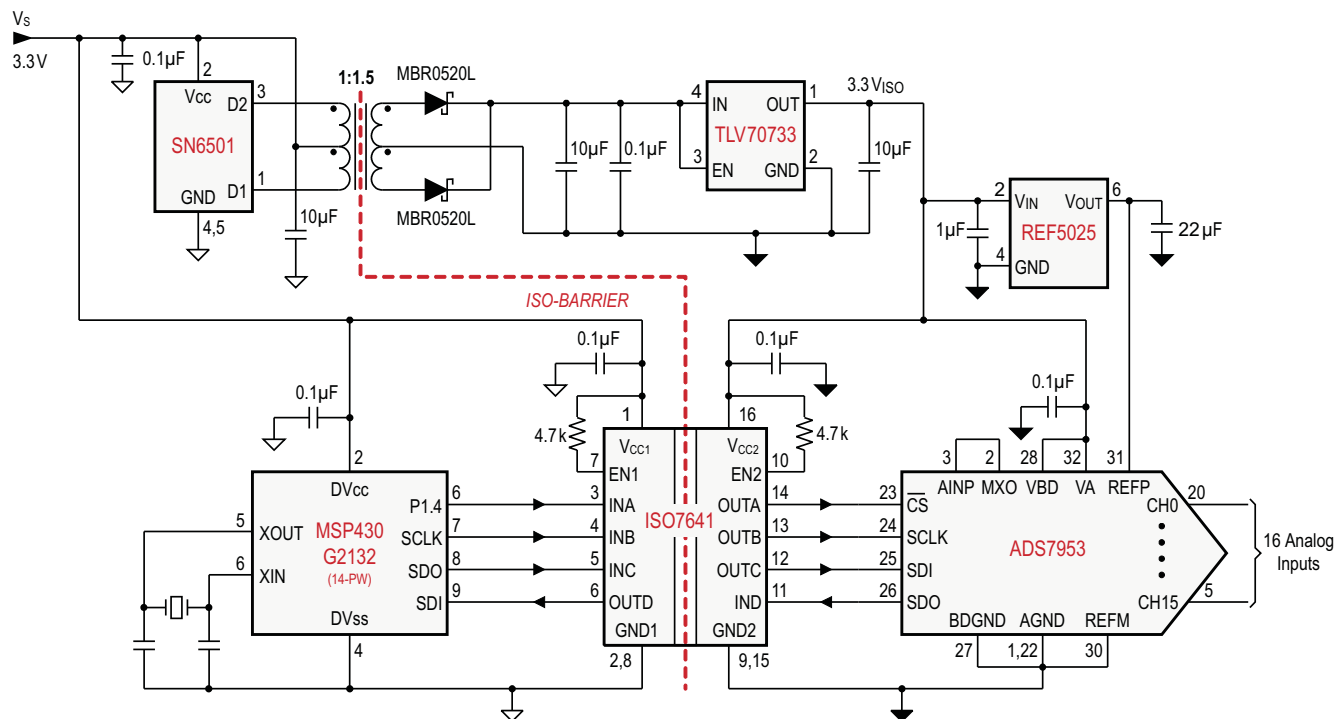 VS
3.3V
0.1µF
2
Vcc
D2
3
SN6501
D1
1
GND
4,5
10µF
1:1.5
MBR0520L
MBR0520L
10µF
0.1µF
4
IN
OUT
1
TLV70733
3
EN
GND
2
3.3VISO
10µF
2
VIN
VOUT
6
1µF
REF5025
4
GND
22µF
ISO-BARRIER
0.1µF
0.1µF
0.1µF
0.1µF
4.7k
4.7k
2
DVcc
5
XOUT
MSP430
G2132
(14-PW)
6
XIN
P1.4
6
SCLK
7
SDO
8
SDI
9
DVss
4
1
VCC1
7
EN1
3
INA
4
INB
5
INC
6
OUTD
GND1
2,8
ISO7641
16
VCC2
EN2
10
OUTA
14
OUTB
13
OUTC
12
IND
11
GND2
9,15
3
2
28
32
31
AINP
MXO
VBD
VA
REFP
23
CS
24
SCLK
25
SDI
26
SDO
ADS7953
CH0
20
CH15
5
BDGND
AGND
REFM
27
1,22
30
16 Analog
Inputs